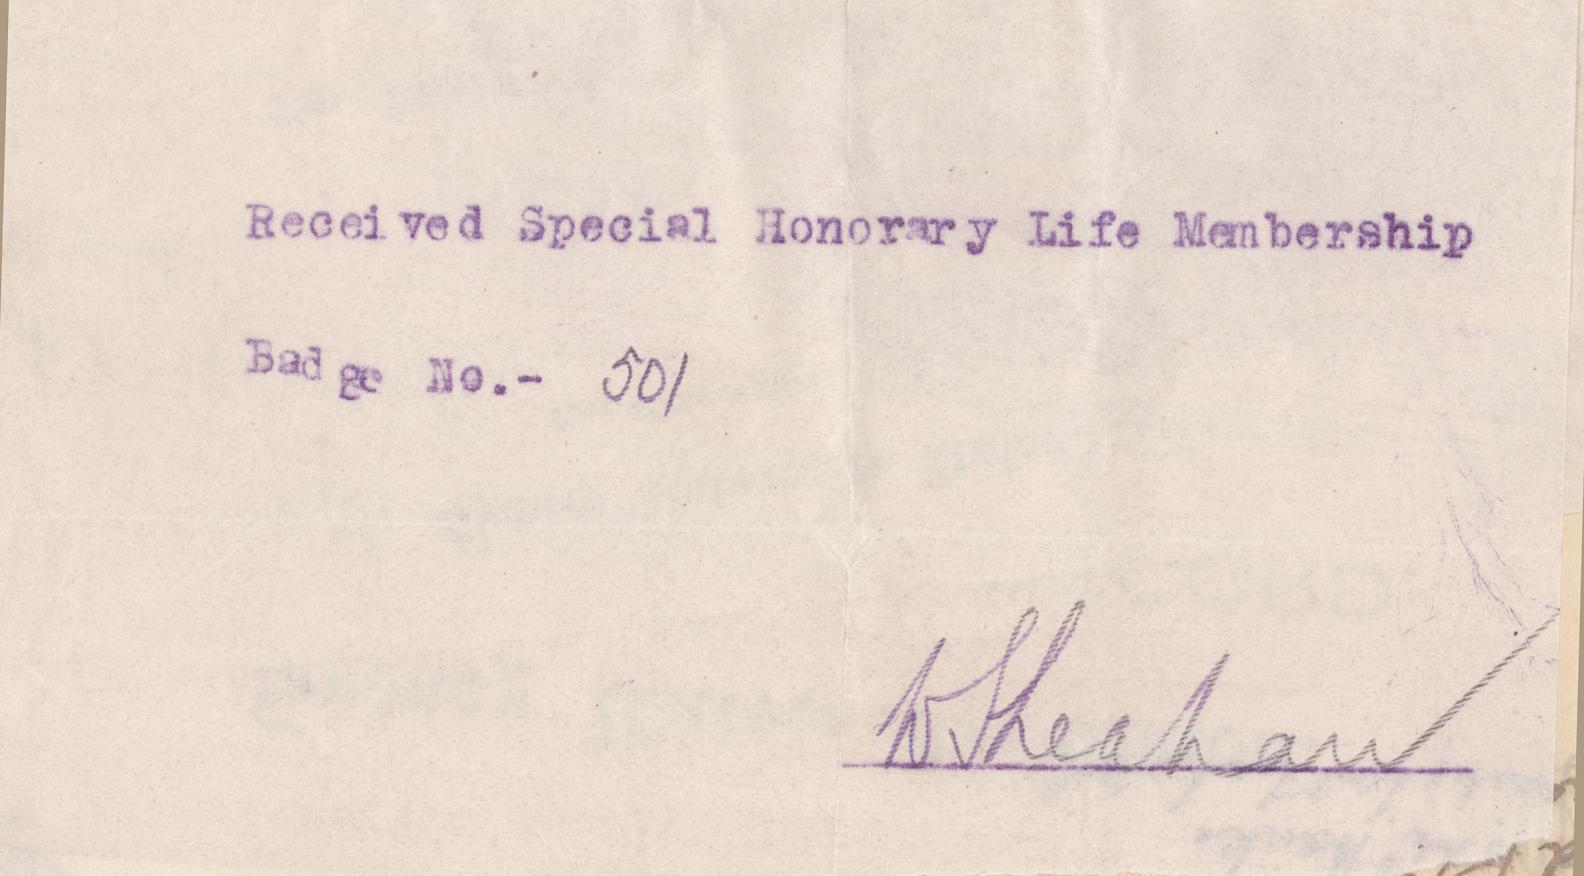 Received Special Honorary Life Membership
Badge No.- 501
W Sheahan